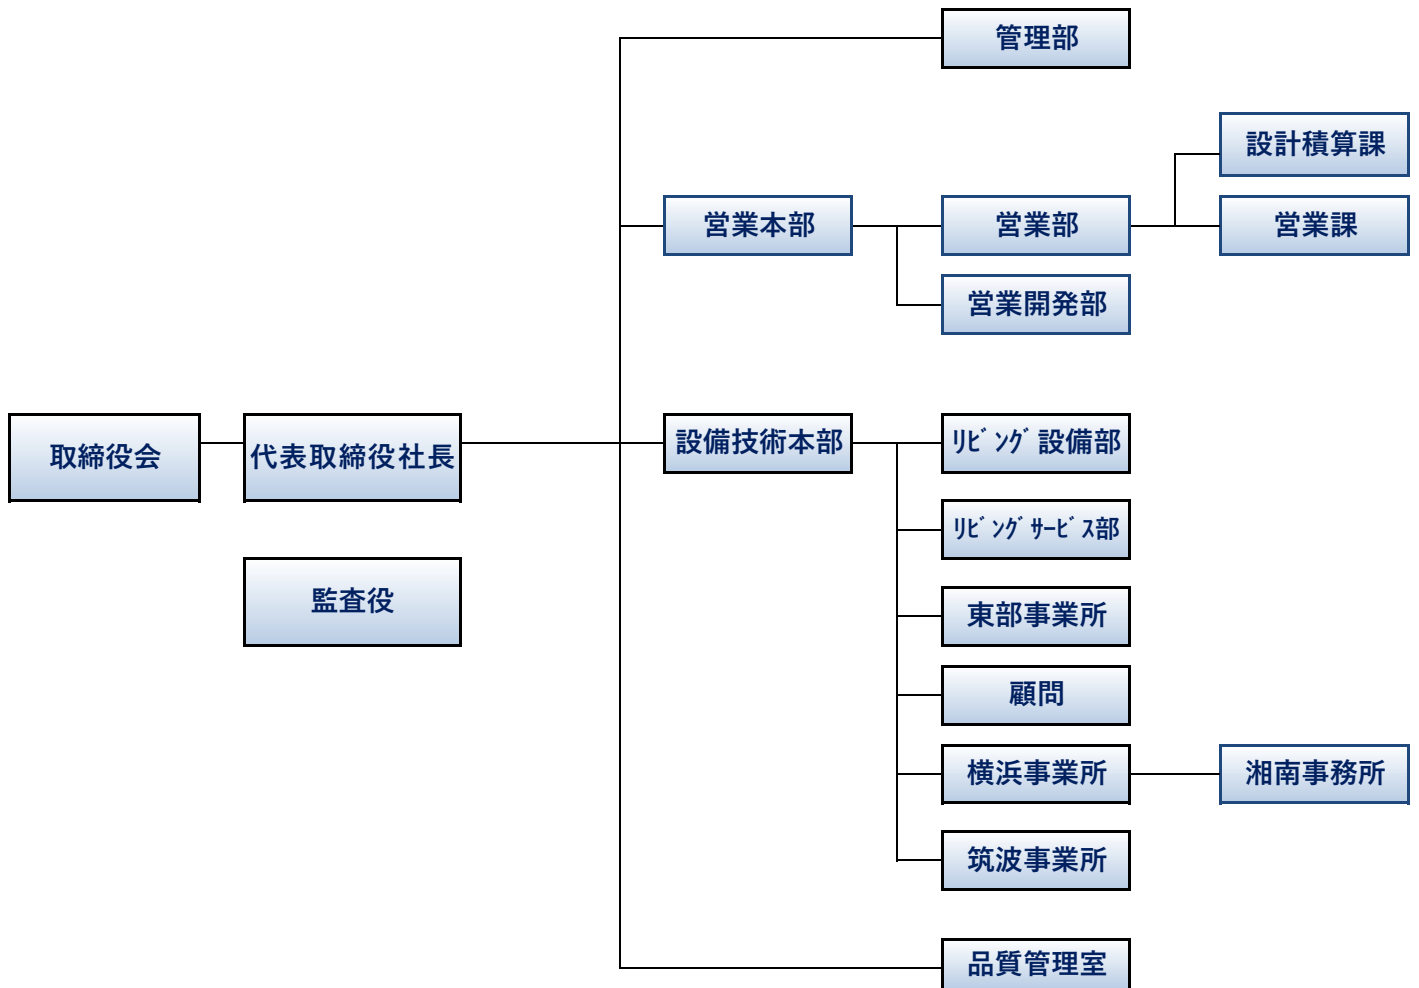 管理部
設計積算課
営業本部
営業部
営業課
営業開発部
取締役会
代表取締役社長
設備技術本部
ﾘﾋﾞﾝｸﾞ設備部
ﾘﾋﾞﾝｸﾞｻｰﾋﾞｽ部
監査役
東部事業所
顧問
横浜事業所
湘南事務所
筑波事業所
品質管理室